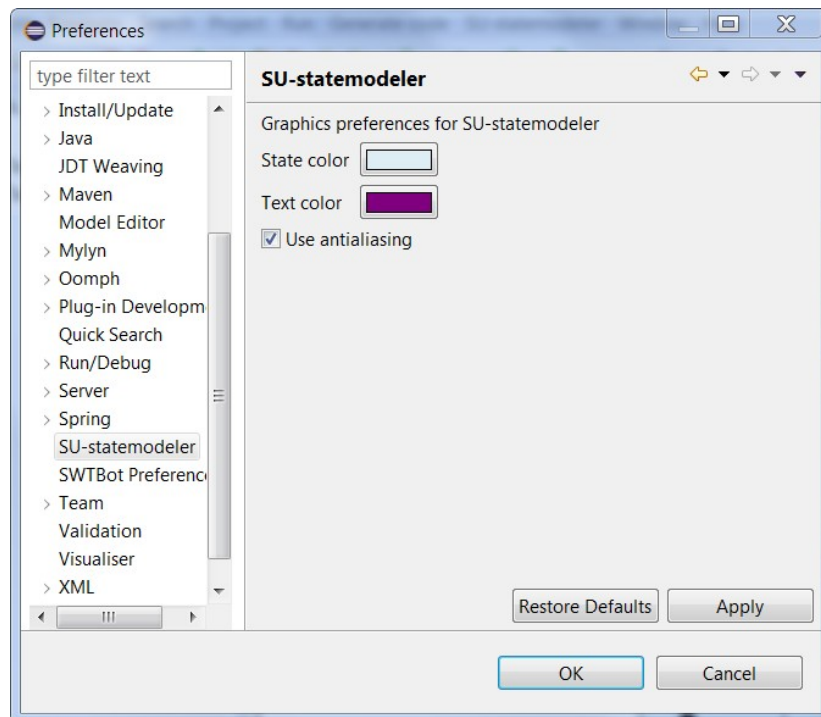 Preferences
type filter text
Install/Update
Java
JDT Weaving
Maven
Model Editor
Mylyn
Oomph
Plug-in Developm
Quick Search
Run/Debug
Server
Spring
SU-statemodeler
SWTBot Preferenc
Team
Validation
Visualiser
XML
SU-statemodeler
Graphics preferences for SU-statemodeler
State color
Text color
Use antialiasing
Restore Defaults
Apply
OK
Cancel